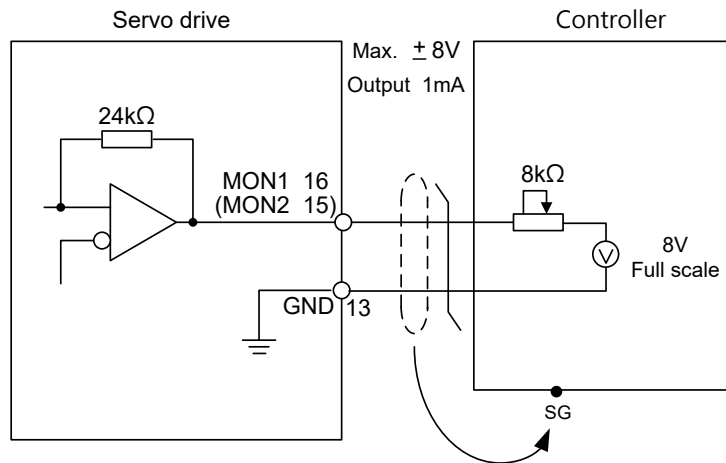 Servo drive
Controller
Max. ± 8V
Output 1mA
24kΩ
MON1 16
(MON2 15)
8kΩ
V
8V
Full scale
GND 13
SG